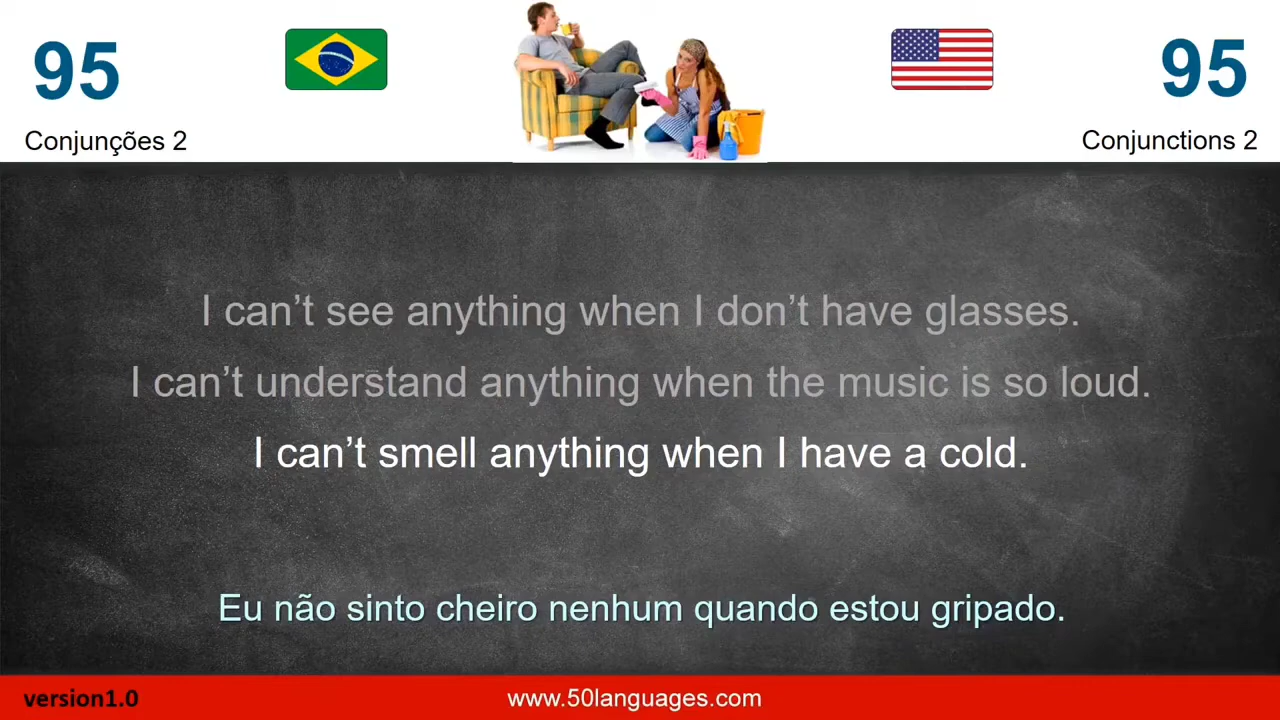 95
95
Conjunções 2
Conjunctions 2
I can’t see anything when I don’t have glasses.
I can’t understand anything when the music is so loud.
I can’t smell anything when I have a cold.
Eu não sinto cheiro nenhum quando estou gripado.
version1.0
www.50languages.com